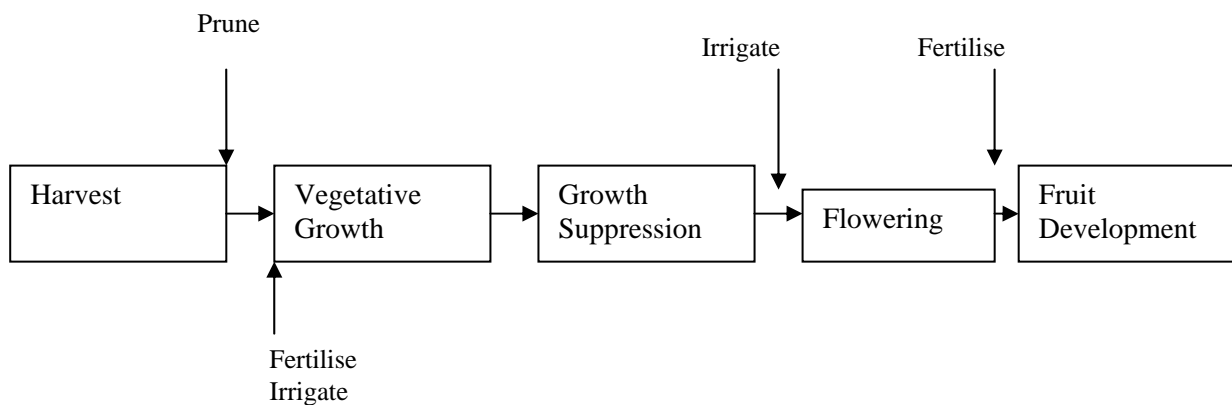 Prune
Irrigate
Fertilise
Harvest
Vegetative
Growth
Growth
Suppression
Flowering
Fruit
Development
Fertilise
Irrigate